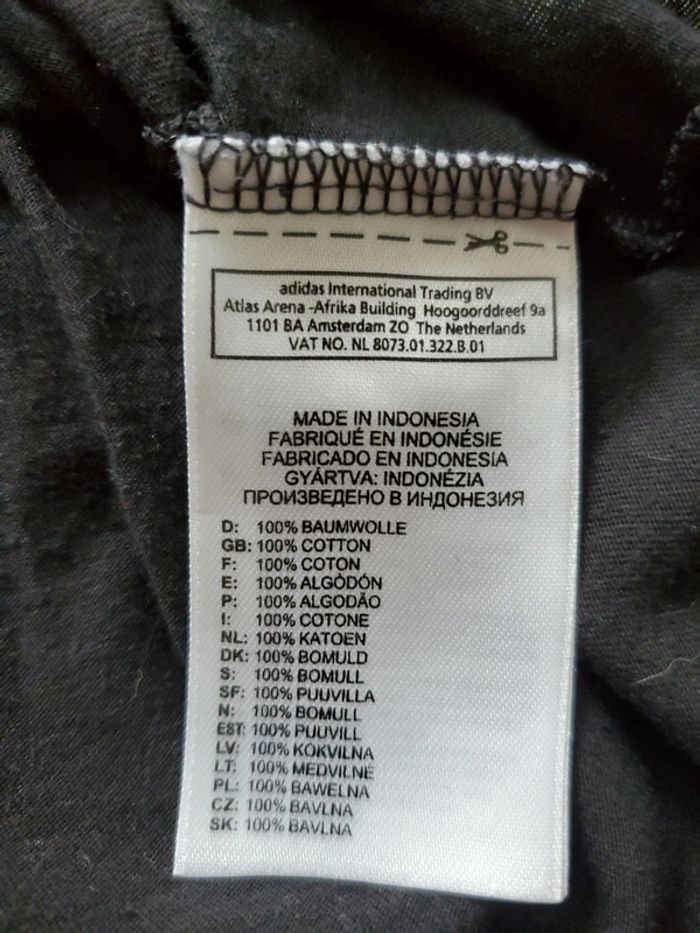 adidas International Trading BV
Atlas Arena -Afrika Building Hoogoorddreef 9a
1101 BA Amsterdam ZO The Netherlands
VAT NO. NL 8073.01.322.B.01
MADE IN INDONESIA
FABRIQUÉ EN INDONÉSIE
FABRICADO EN INDONESIA
GYÁRTVA: INDONÉZIA
ПРОИЗВЕДЕНО В ИНДОНЕЗИЯ
D: 100% BAUMWOLLE
GB: 100% COTTON
F: 100% COTON
E: 100% ALGÒDÓN
P: 100% ALGODÃO
I: 100% COTONE
NL: 100% KATOEN
DK: 100% BOMULD
S: 100% BOMULL
SF: 100% PUUVILLA
N: 100% BOMULL
EST: 100% PUUVILL
LV: 100% KOKVILNA
LT: 100% MEDVILNĖ
PL: 100% BAWEŁNA
CZ: 100% BAVLNA
SK: 100% BAVLNA